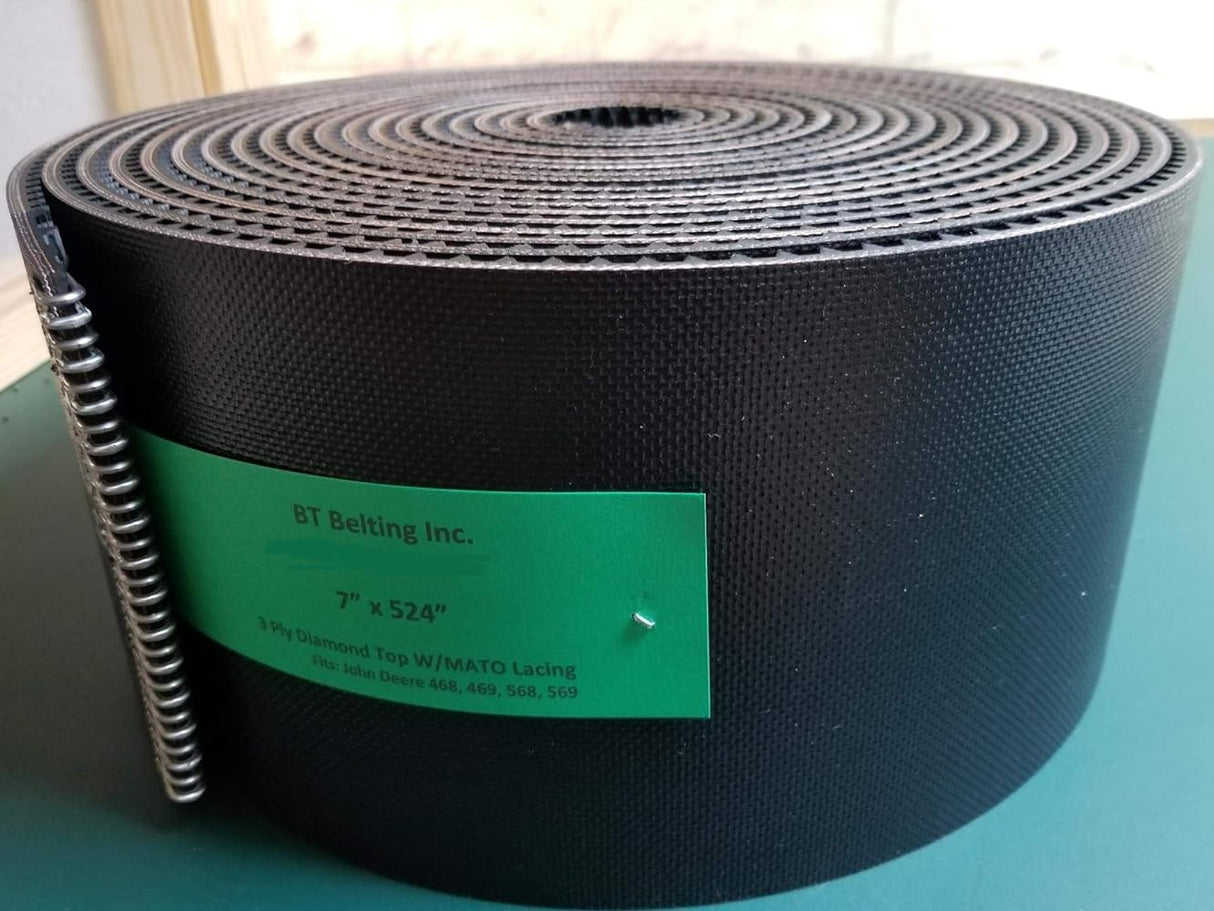 BT Belting Inc.
7” x 524”
3 Ply Diamond Top W/MATO Lacing
Fits: John Deere 468, 469, 568, 569